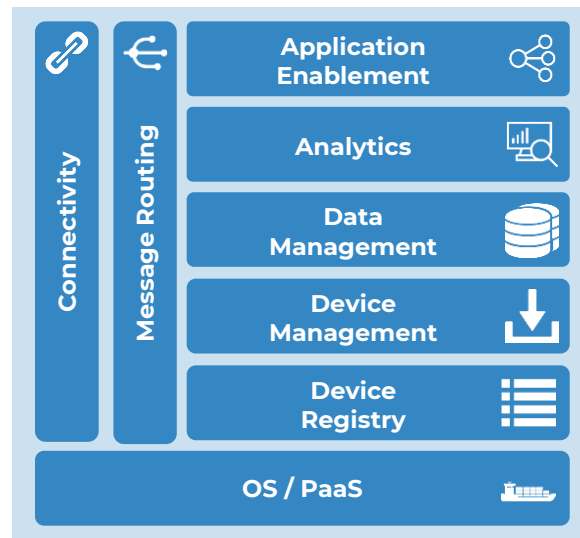 Connectivity
Message Routing
Application
Enablement
Analytics
Data
Management
Device
Management
Device
Registry
OS / PaaS